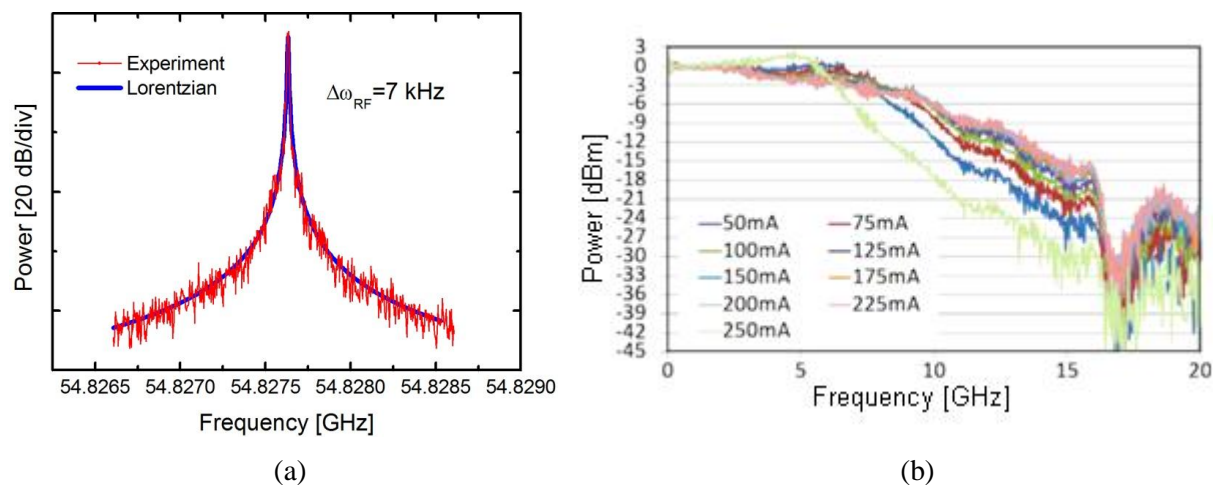 Experiment
Lorentzian
Δω_RF=7 kHz
Power [20 dB/div]
54.8265 54.8270 54.8275 54.8280 54.8285 54.8290
Frequency [GHz]
(a)
3
0
-3
-6
-9
-12
-15
-18
-21
-24
-27
-30
-33
-36
-39
-42
-45
Power [dBm]
50mA 75mA
100mA 125mA
150mA 175mA
200mA 225mA
250mA
0 5 10 15 20
Frequency [GHz]
(b)